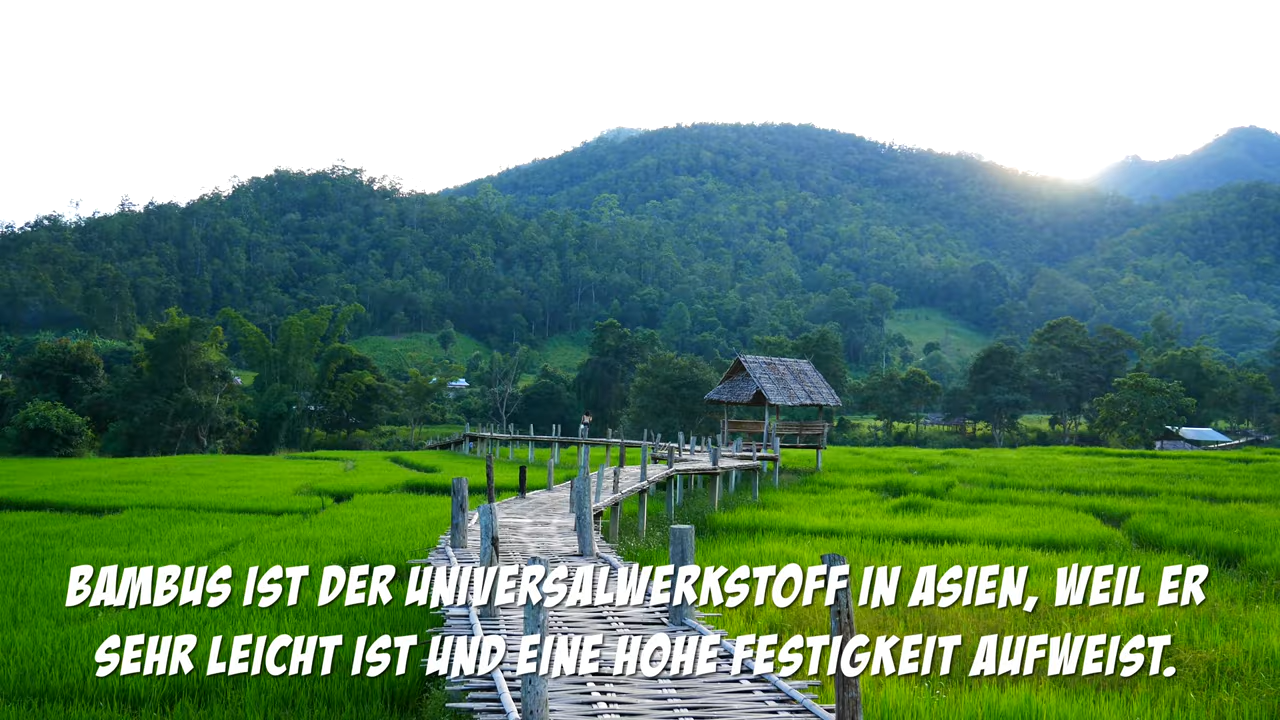 BAMBUS IST DER UNIVERSALWERKSTOFF IN ASIEN, WEIL ER
SEHR LEICHT IST UND EINE HOHE FESTIGKEIT AUFWEIST.